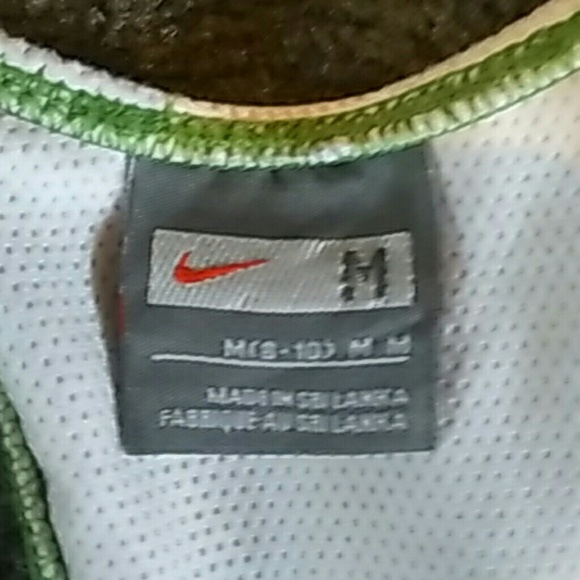 M
M(8-10) M M
MADE IN SRI LANKA
FABRIQUE AU SRI LANKA